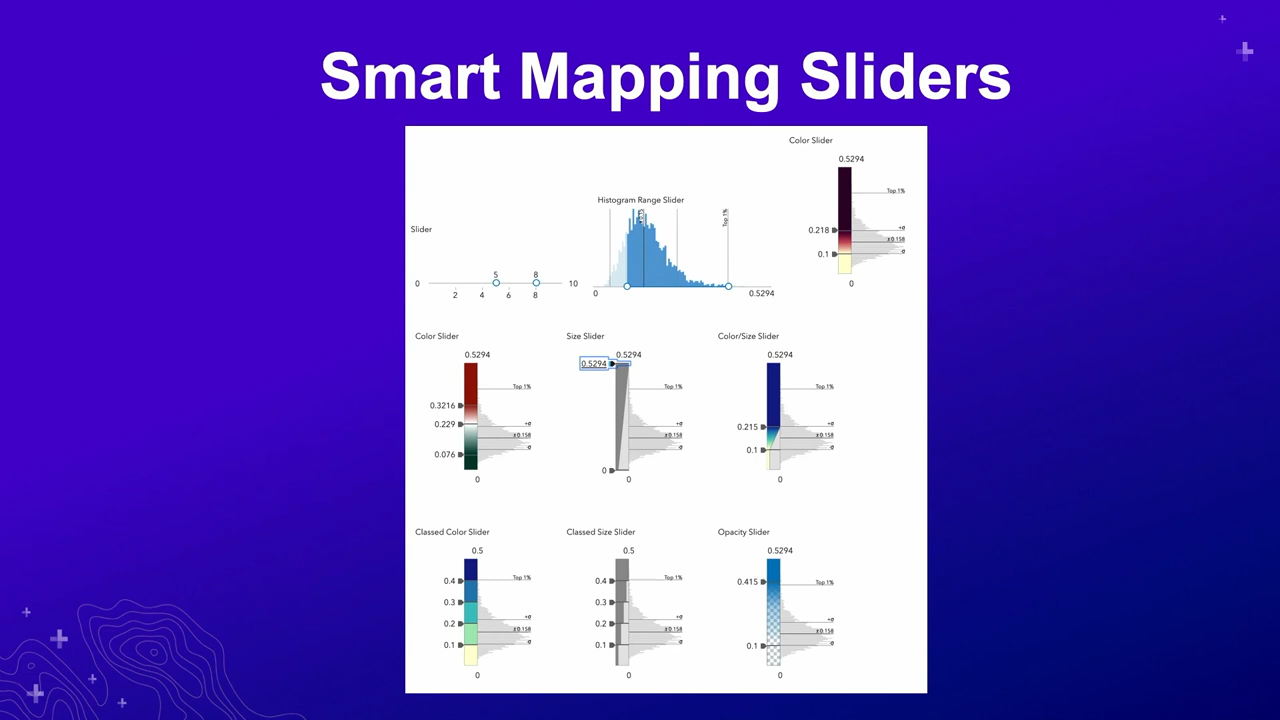 Smart Mapping Sliders
Color Slider
0.5294
Top 1%
0.218
+σ
x̄ 0.158
0.1
-σ
0
Histogram Range Slider
Top 1%
0
0.5294
Slider
5
8
0
10
2
4
6
8
Color Slider
0.5294
Top 1%
0.3216
0.229
+σ
x̄ 0.158
-σ
0.076
0
Size Slider
0.5294
0.5294
Top 1%
+σ
x̄ 0.158
-σ
0
0
Color/Size Slider
0.5294
Top 1%
0.215
+σ
x̄ 0.158
0.1
-σ
0
Classed Color Slider
0.5
0.4
Top 1%
0.3
0.2
+σ
x̄ 0.158
0.1
-σ
0
Classed Size Slider
0.5
0.4
Top 1%
0.3
0.2
+σ
x̄ 0.158
0.1
-σ
0
Opacity Slider
0.5294
0.415
Top 1%
+σ
x̄ 0.158
0.1
-σ
0